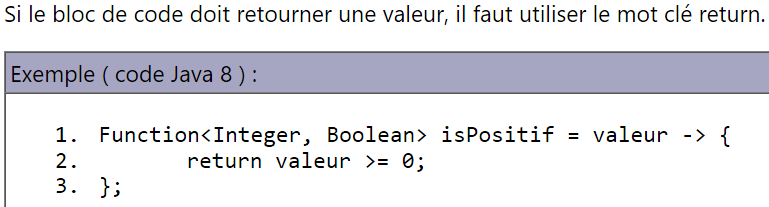 Si le bloc de code doit retourner une valeur, il faut utiliser le mot clé return.
Exemple ( code Java 8 ) :
1. Function<Integer, Boolean> isPositif = valeur -> {
2. return valeur >= 0;
3. };